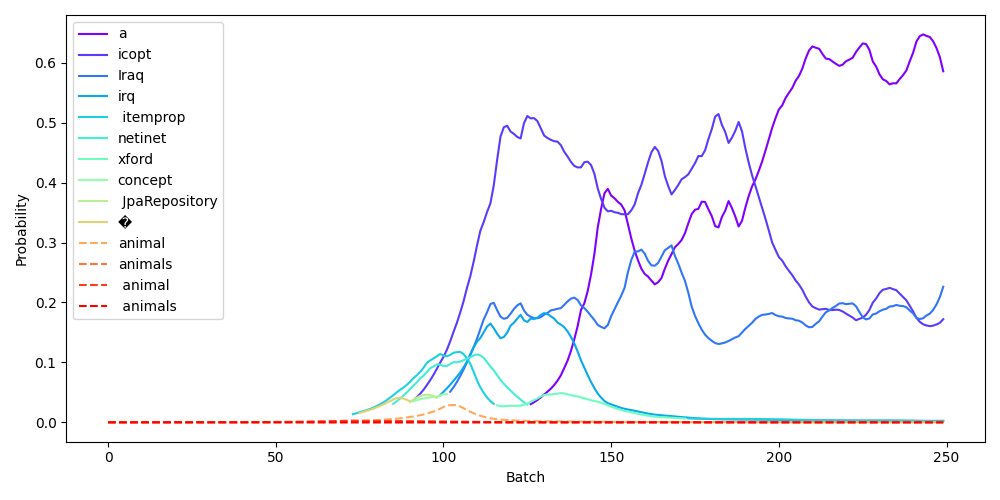 a
icopt
Iraq
irq
 itemprop
netinet
xford
concept
 JpaRepository
�
animal
animals
 animal
 animals
0.6
0.5
0.4
0.3
0.2
0.1
0.0
Probability
0 50 100 150 200 250
Batch